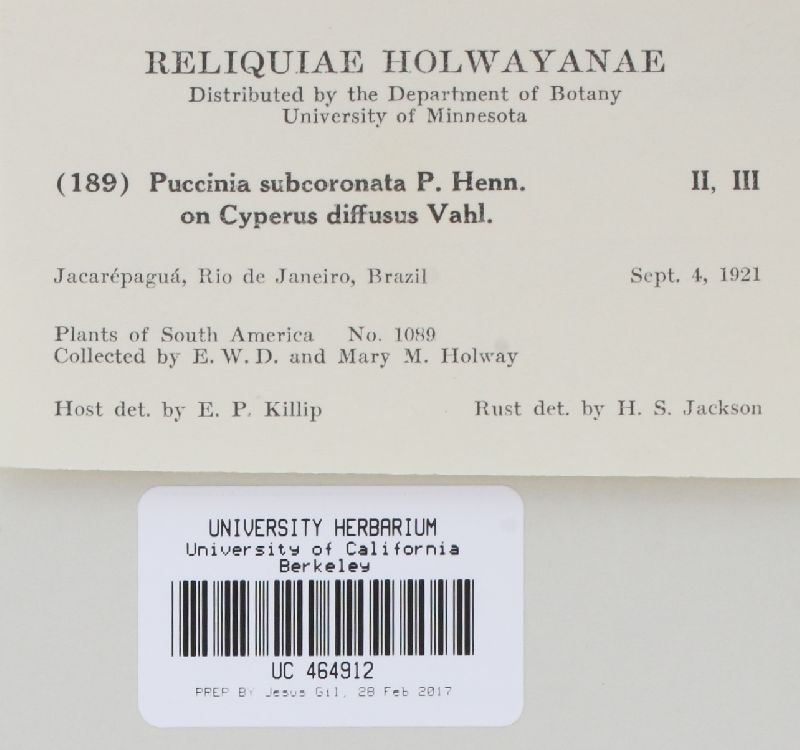 RELIQUIAE HOLWAYANAE
Distributed by the Department of Botany
University of Minnesota
(189) Puccinia subcoronata P. Henn. II, III
on Cyperus diffusus Vahl.
Jacarépaguá, Rio de Janeiro, Brazil Sept. 4, 1921
Plants of South America No. 1089
Collected by E. W. D. and Mary M. Holway
Host det. by E. P. Killip Rust det. by H. S. Jackson
UNIVERSITY HERBARIUM
University of California
Berkeley
UC 464912
PREP BY Jesus Gil, 28 Feb 2017